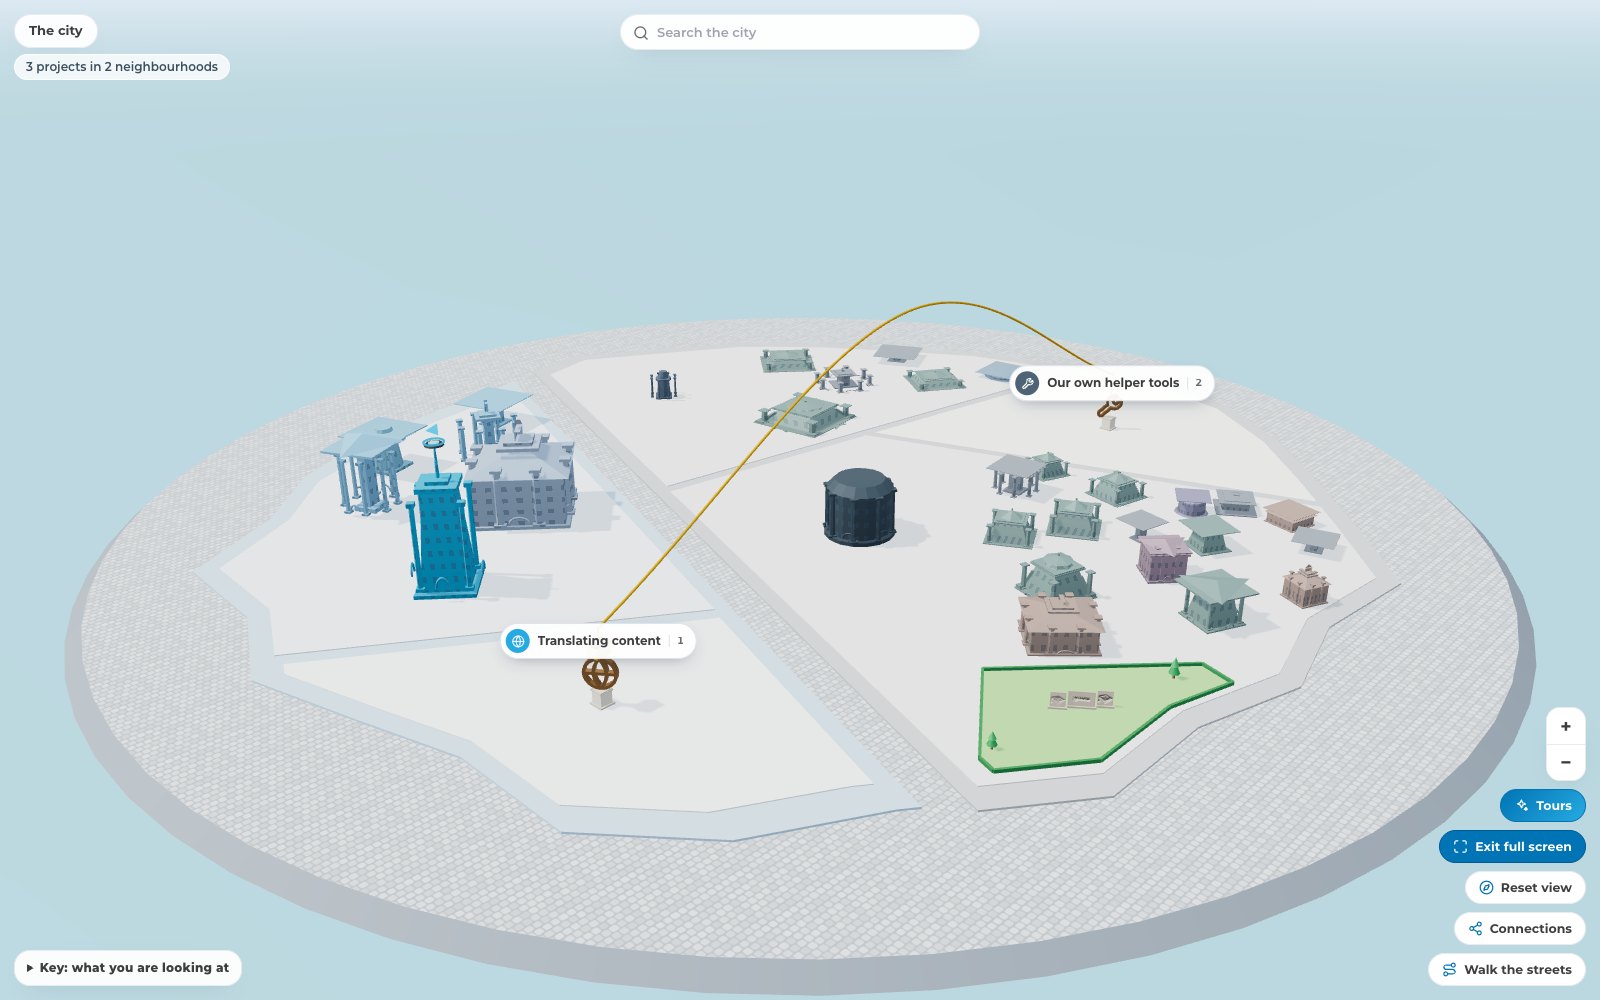 The city
3 projects in 2 neighbourhoods
Search the city
Our own helper tools 2
Translating content 1
+
−
Tours
Exit full screen
Reset view
Connections
Walk the streets
Key: what you are looking at